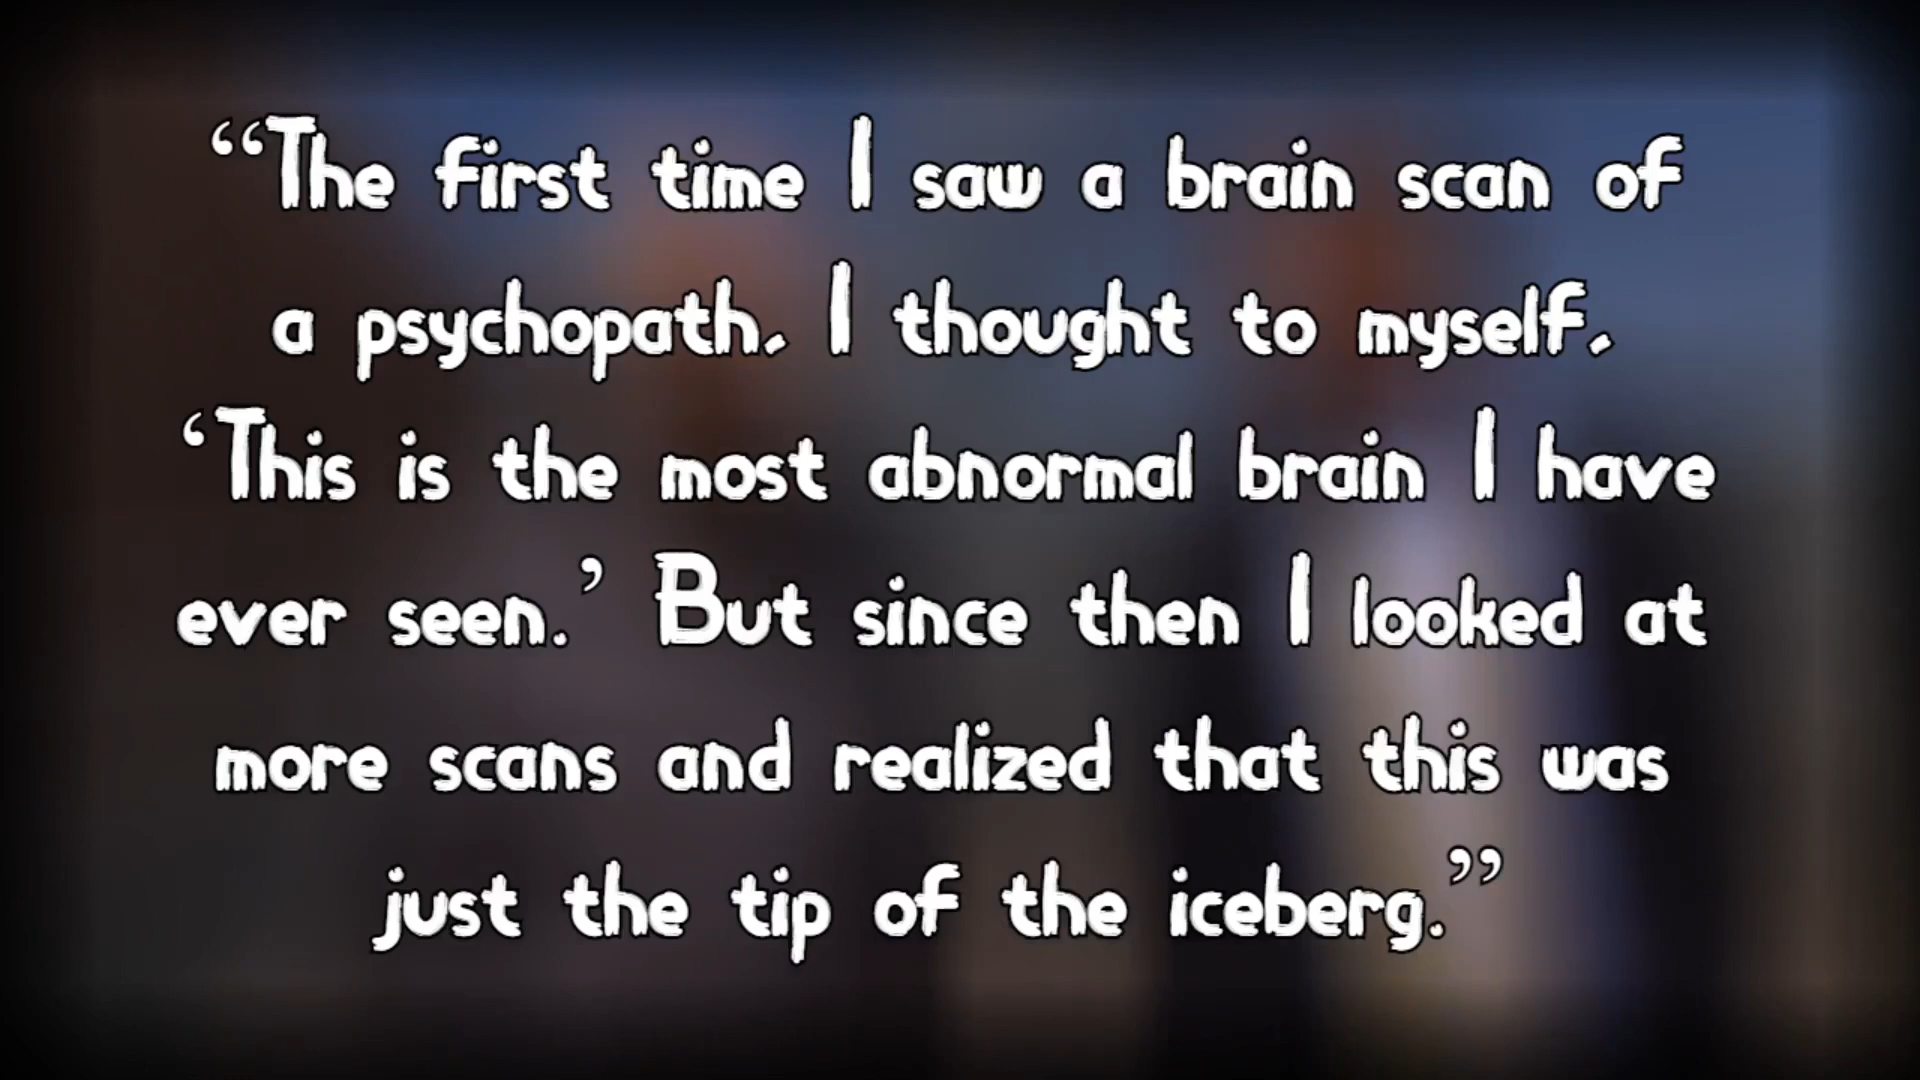 “The first time I saw a brain scan of
a psychopath, I thought to myself,
‘This is the most abnormal brain I have
ever seen.’ But since then I looked at
more scans and realized that this was
just the tip of the iceberg.”